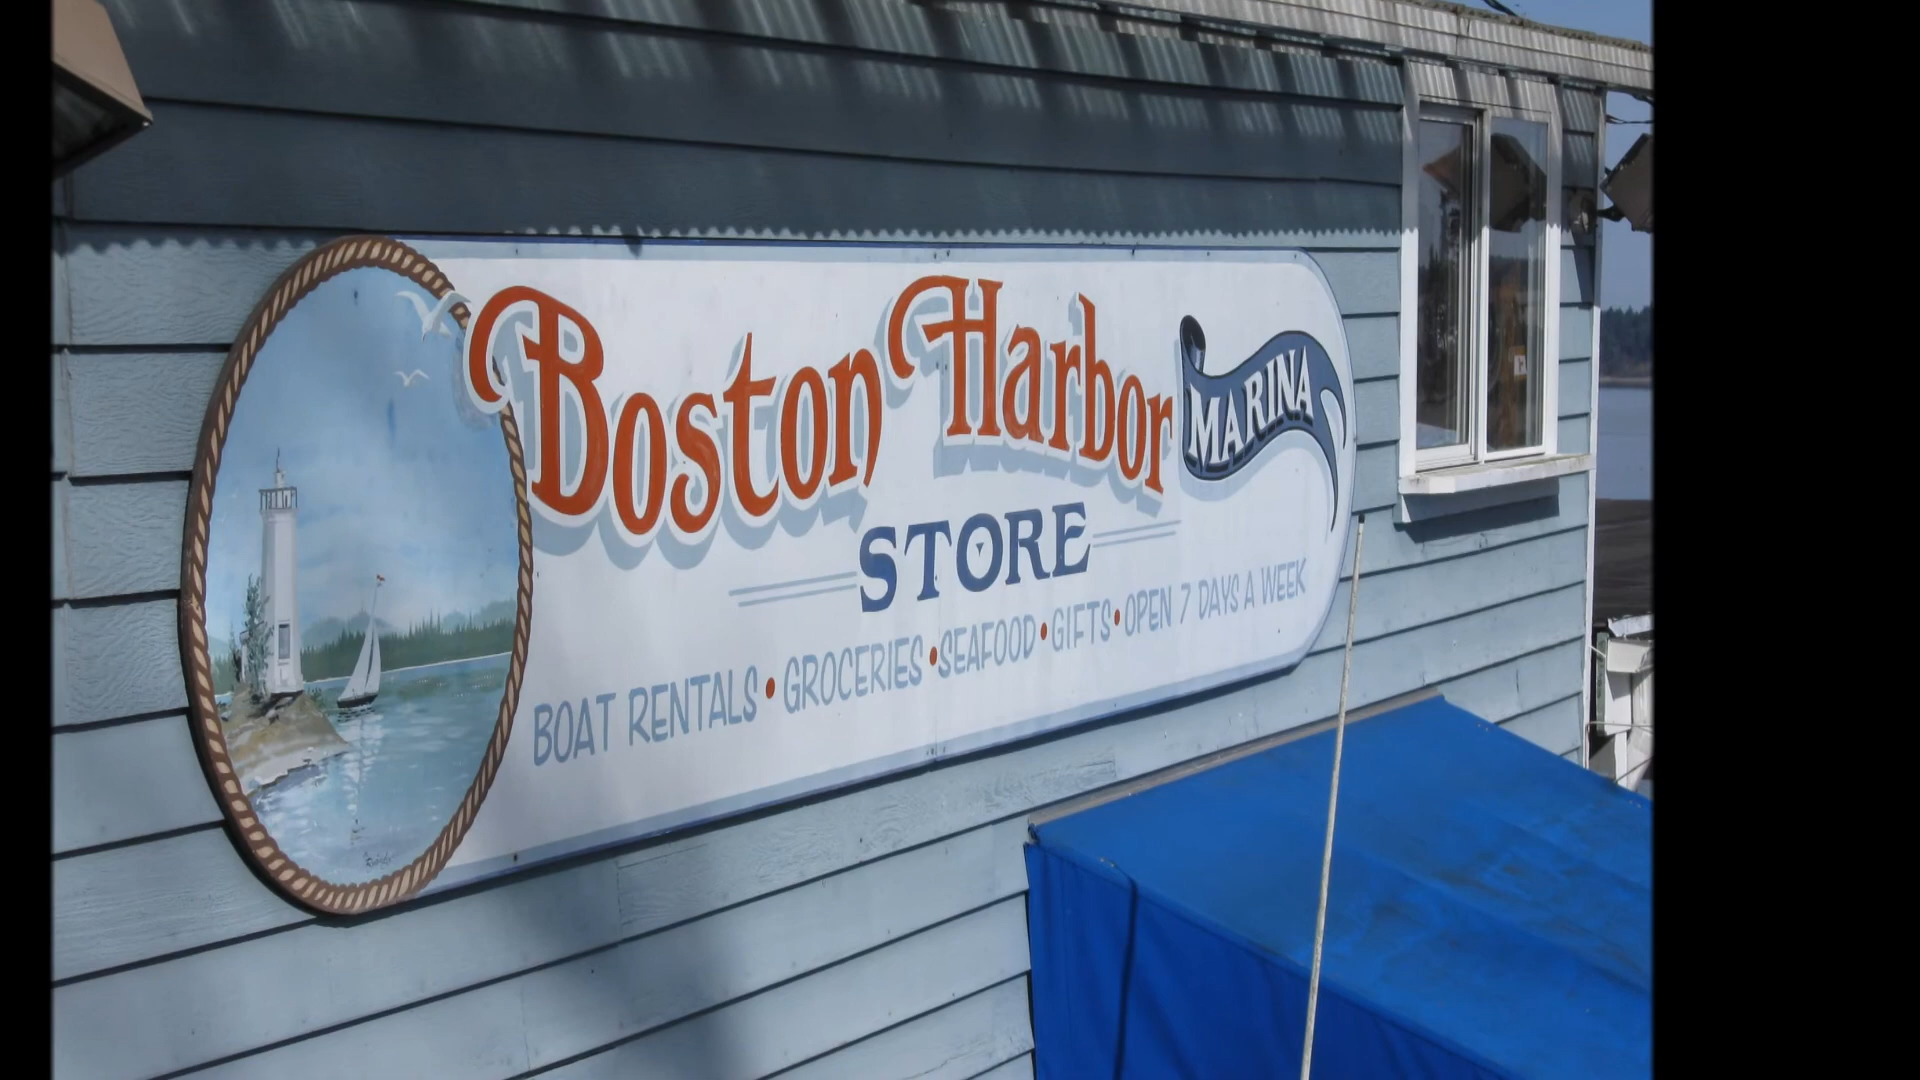 Boston Harbor MARINA
STORE
BOAT RENTALS • GROCERIES • SEAFOOD • GIFTS • OPEN 7 DAYS A WEEK